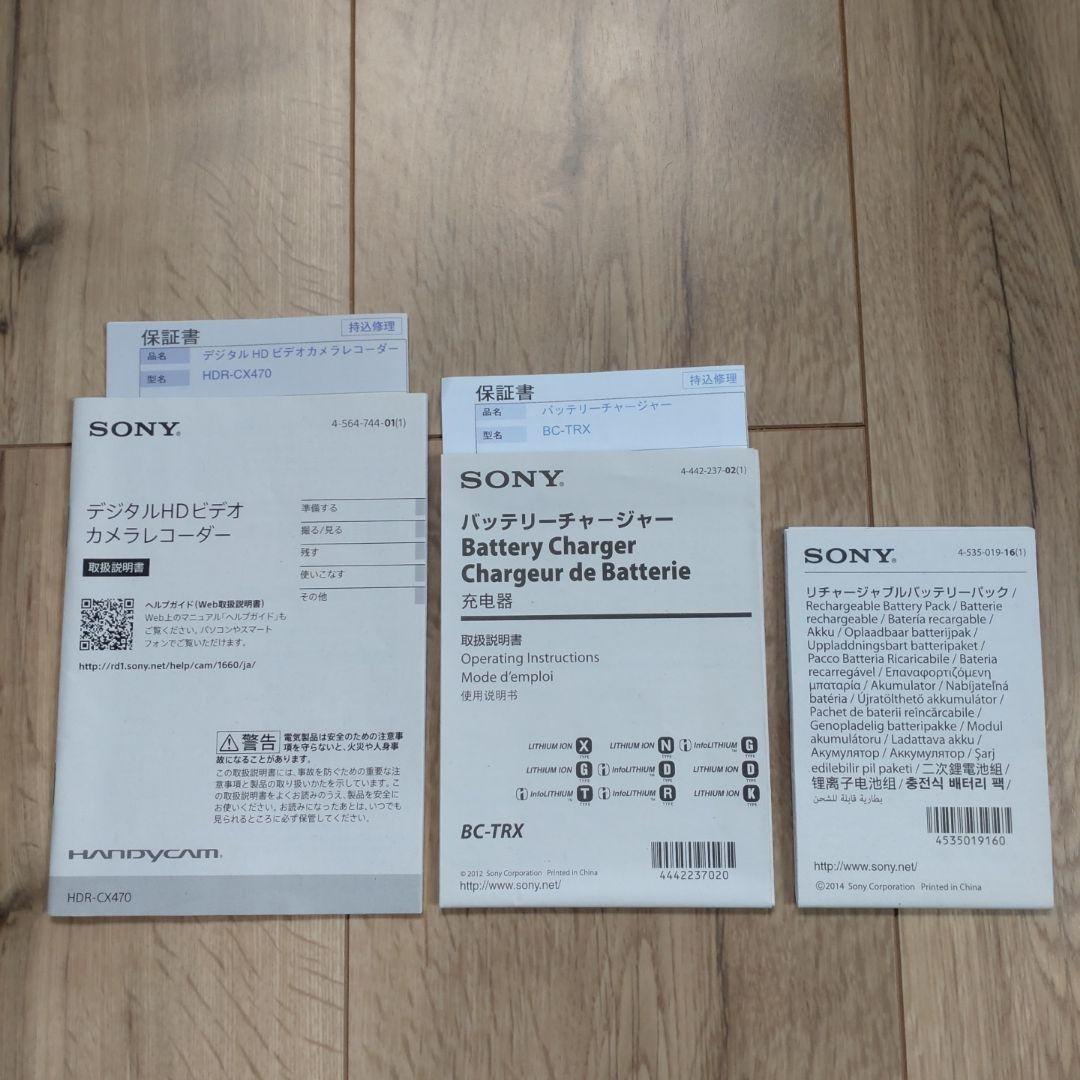 保証書
持込修理
品名 デジタル HD ビデオカメラレコーダー
型名 HDR-CX470
SONY®
4-564-744-01(1)
デジタルHDビデオ
カメラレコーダー
取扱説明書
準備する
撮る/見る
残す
使いこなす
その他
ヘルプガイド(Web取扱説明書)
Web上のマニュアル「ヘルプガイド」も
ご覧ください。パソコンやスマート
フォンでご覧いただけます。
http://rd1.sony.net/help/cam/1660/ja/
警告 電気製品は安全のための注意事
項を守らないと、火災や人身事
故になることがあります。
この取扱説明書には、事故を防ぐための重要な注
意事項と製品の取り扱いかたを示しています。こ
の取扱説明書をよくお読みのうえ、製品を安全に
お使いください。お読みになったあとは、いつでも
見られるところに必ず保管してください。
HANDYCAM®
HDR-CX470
保証書
持込修理
品名 バッテリーチャージャー
型名 BC-TRX
SONY®
4-442-237-02(1)
バッテリーチャージャー
Battery Charger
Chargeur de Batterie
充电器
取扱説明書
Operating Instructions
Mode d'emploi
使用说明书
LITHIUM ION X TYPE LITHIUM ION N TYPE InfoLITHIUM™ G TYPE
LITHIUM ION G TYPE InfoLITHIUM™ D TYPE LITHIUM ION D TYPE
InfoLITHIUM™ T TYPE InfoLITHIUM™ R TYPE LITHIUM ION K TYPE
BC-TRX
4442237020
© 2012 Sony Corporation Printed in China
http://www.sony.net/
SONY®
4-535-019-16(1)
リチャージャブルバッテリーパック /
Rechargeable Battery Pack / Batterie
rechargeable / Batería recargable /
Akku / Oplaadbaar batterijpak /
Uppladdningsbart batteripaket /
Pacco Batteria Ricaricabile / Bateria
recarregável / Επαναφορτιζόμενη
μπαταρία / Akumulator / Nabíjateľná
batéria / Újratölthető akkumulátor /
Pachet de baterii reîncărcabile /
Genopladelig batteripakke / Modul
akumulátoru / Ladattava akku /
Акумулятор / Аккумулятор / Şarj
edilebilir pil paketi / 二次鋰電池組 /
锂离子电池组 / 충전식 배터리 팩 /
بطارية قابلة للشحن
4535019160
http://www.sony.net/
© 2014 Sony Corporation Printed in China